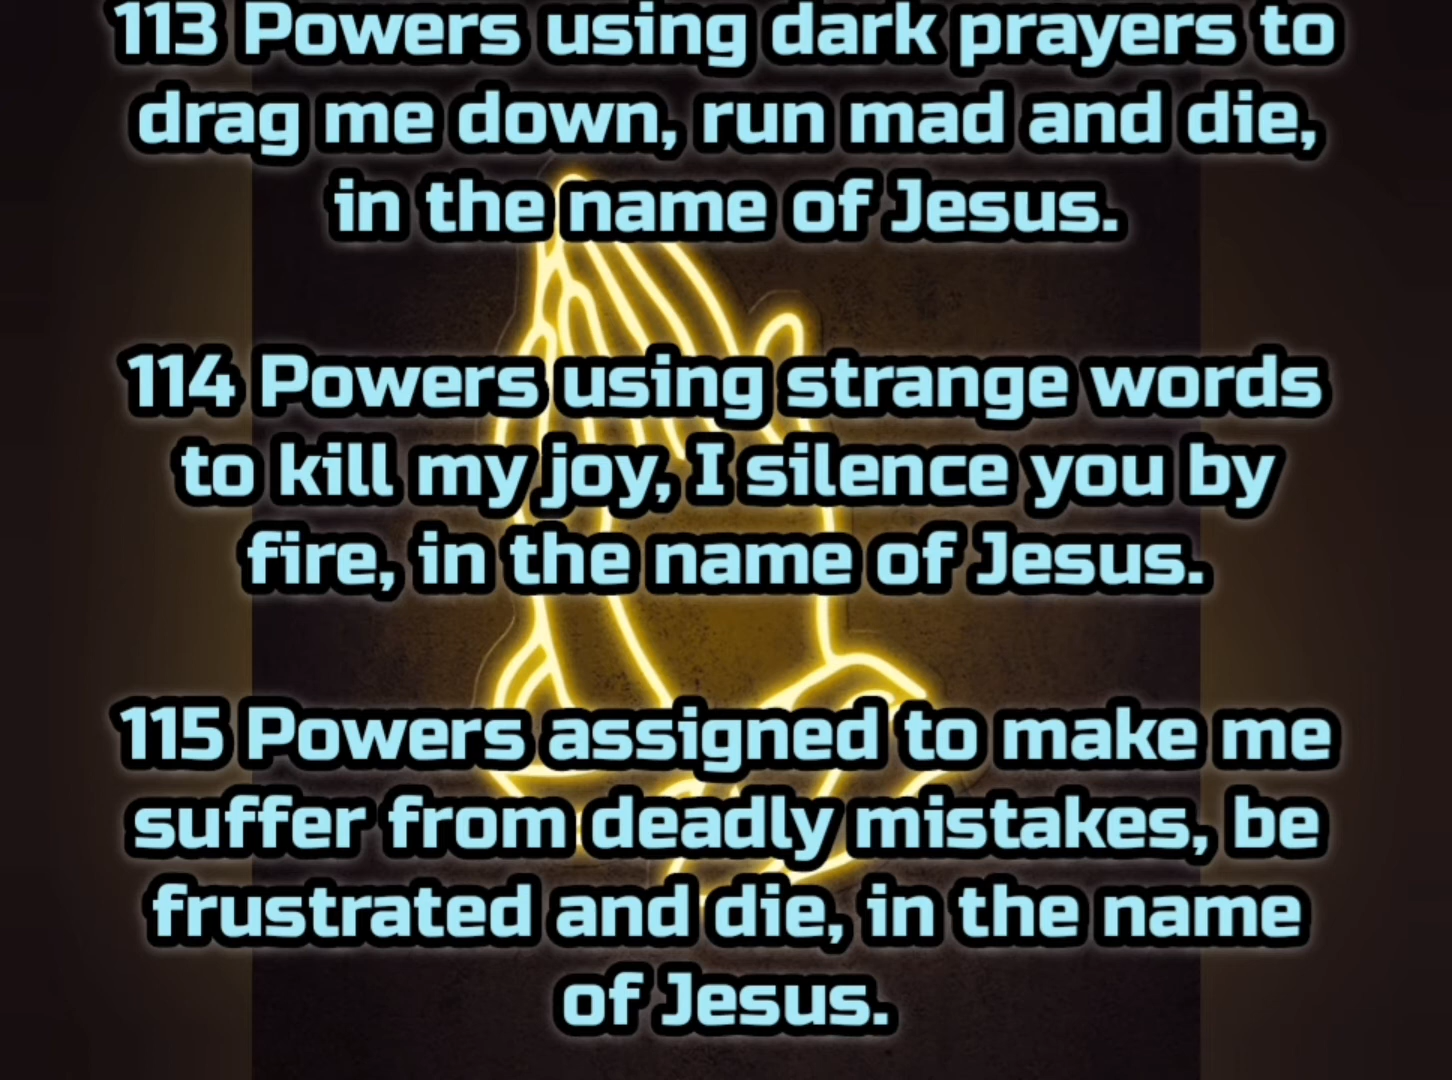 113 Powers using dark prayers to
drag me down, run mad and die,
in the name of Jesus.
114 Powers using strange words
to kill my joy, I silence you by
fire, in the name of Jesus.
115 Powers assigned to make me
suffer from deadly mistakes, be
frustrated and die, in the name
of Jesus.